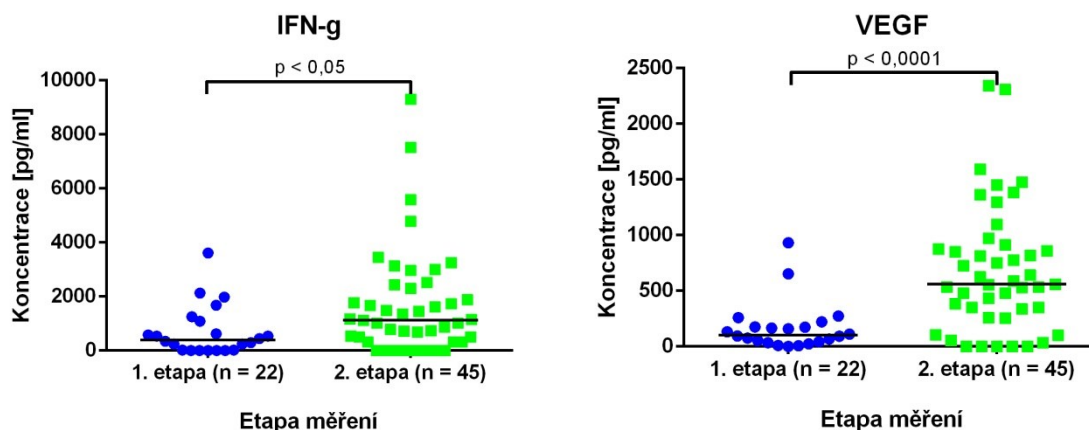 IFN-g
p < 0,05
Koncentrace [pg/ml]
10000
8000
6000
4000
2000
0
1. etapa (n = 22)
2. etapa (n = 45)
Etapa měření
VEGF
p < 0,0001
Koncentrace [pg/ml]
2500
2000
1500
1000
500
0
1. etapa (n = 22)
2. etapa (n = 45)
Etapa měření